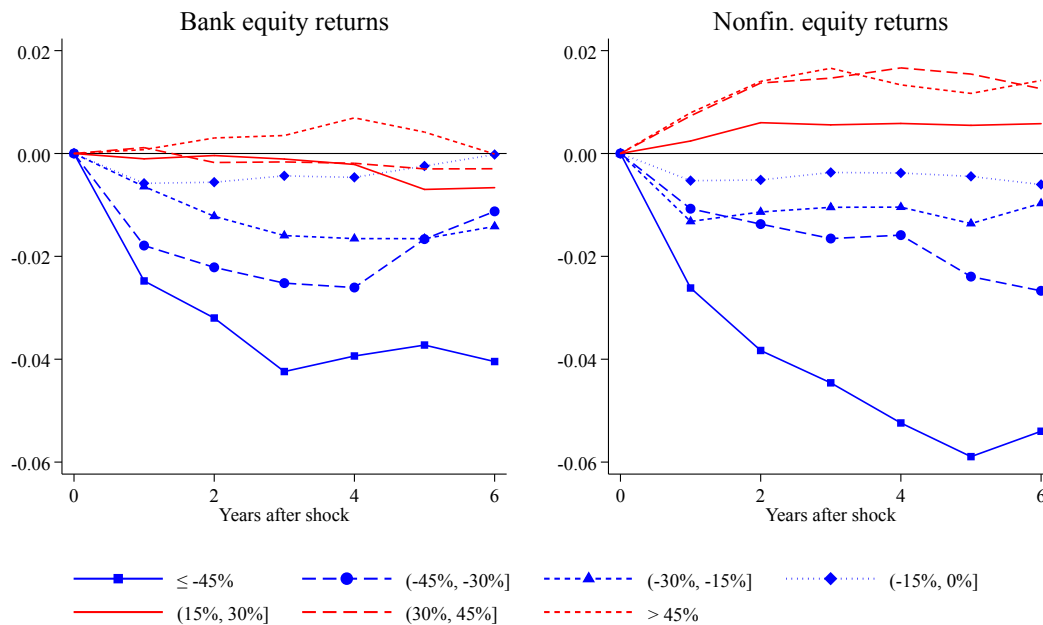 Bank equity returns
0.02
0.00
-0.02
-0.04
-0.06
0 2 4 6
Years after shock
Nonfin. equity returns
0.02
0.00
-0.02
-0.04
-0.06
0 2 4 6
Years after shock
≤ -45% (-45%, -30%] (-30%, -15%] (-15%, 0%]
(15%, 30%] (30%, 45%] > 45%